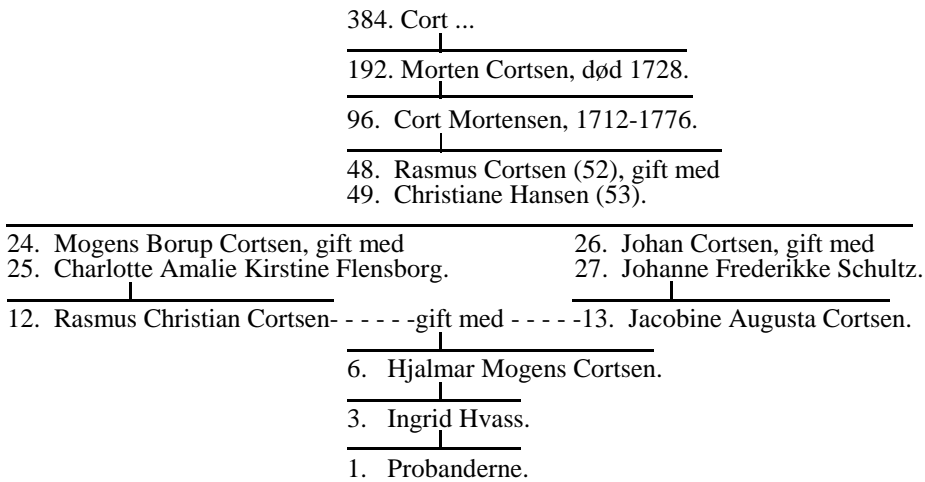 384. Cort ...
192. Morten Cortsen, død 1728.
96. Cort Mortensen, 1712-1776.
48. Rasmus Cortsen (52), gift med
49. Christiane Hansen (53).
24. Mogens Borup Cortsen, gift med
25. Charlotte Amalie Kirstine Flensborg.
26. Johan Cortsen, gift med
27. Johanne Frederikke Schultz.
12. Rasmus Christian Cortsen- - - - - -gift med - - - - -13. Jacobine Augusta Cortsen.
6. Hjalmar Mogens Cortsen.
3. Ingrid Hvass.
1. Probanderne.